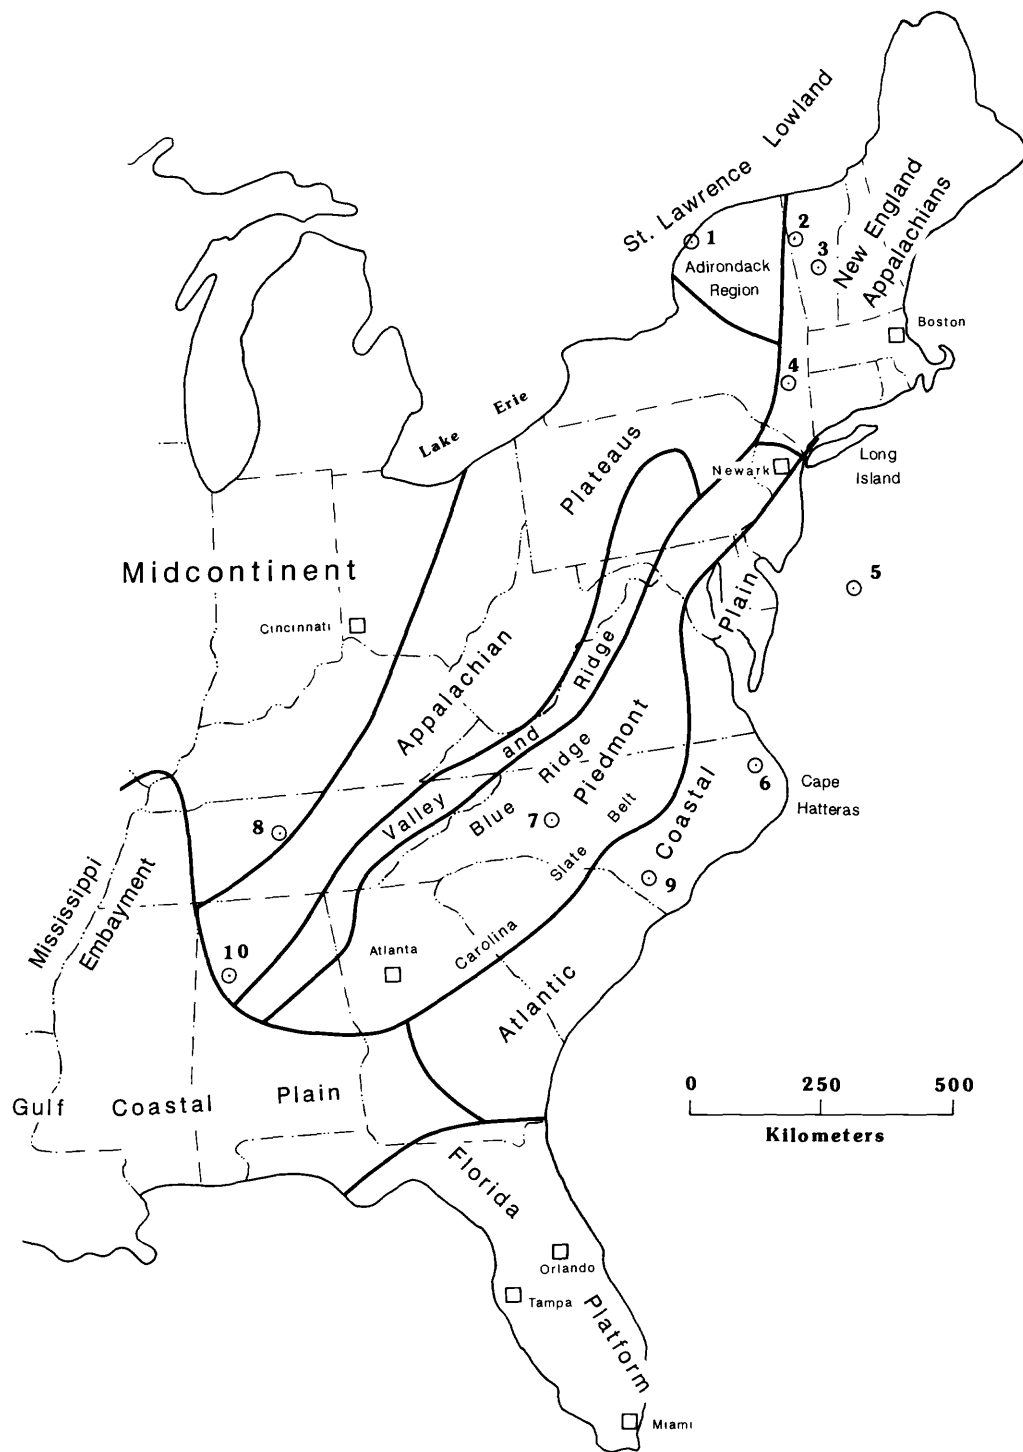 St. Lawrence Lowland
1
2
3
Adirondack
Region
New England
Appalachians
Boston
4
Lake Erie
Plateaus
Newark
Long
Island
Midcontinent
5
Cincinnati
Plain
Appalachian
Valley and Ridge
Blue Ridge
Piedmont
6
Cape
Hatteras
7
8
Coastal
Slate Belt
9
Mississippi
Embayment
10
Atlanta
Carolina
Atlantic
0 250 500
Kilometers
Gulf Coastal Plain
Florida
Orlando
Tampa
Platform
Miami